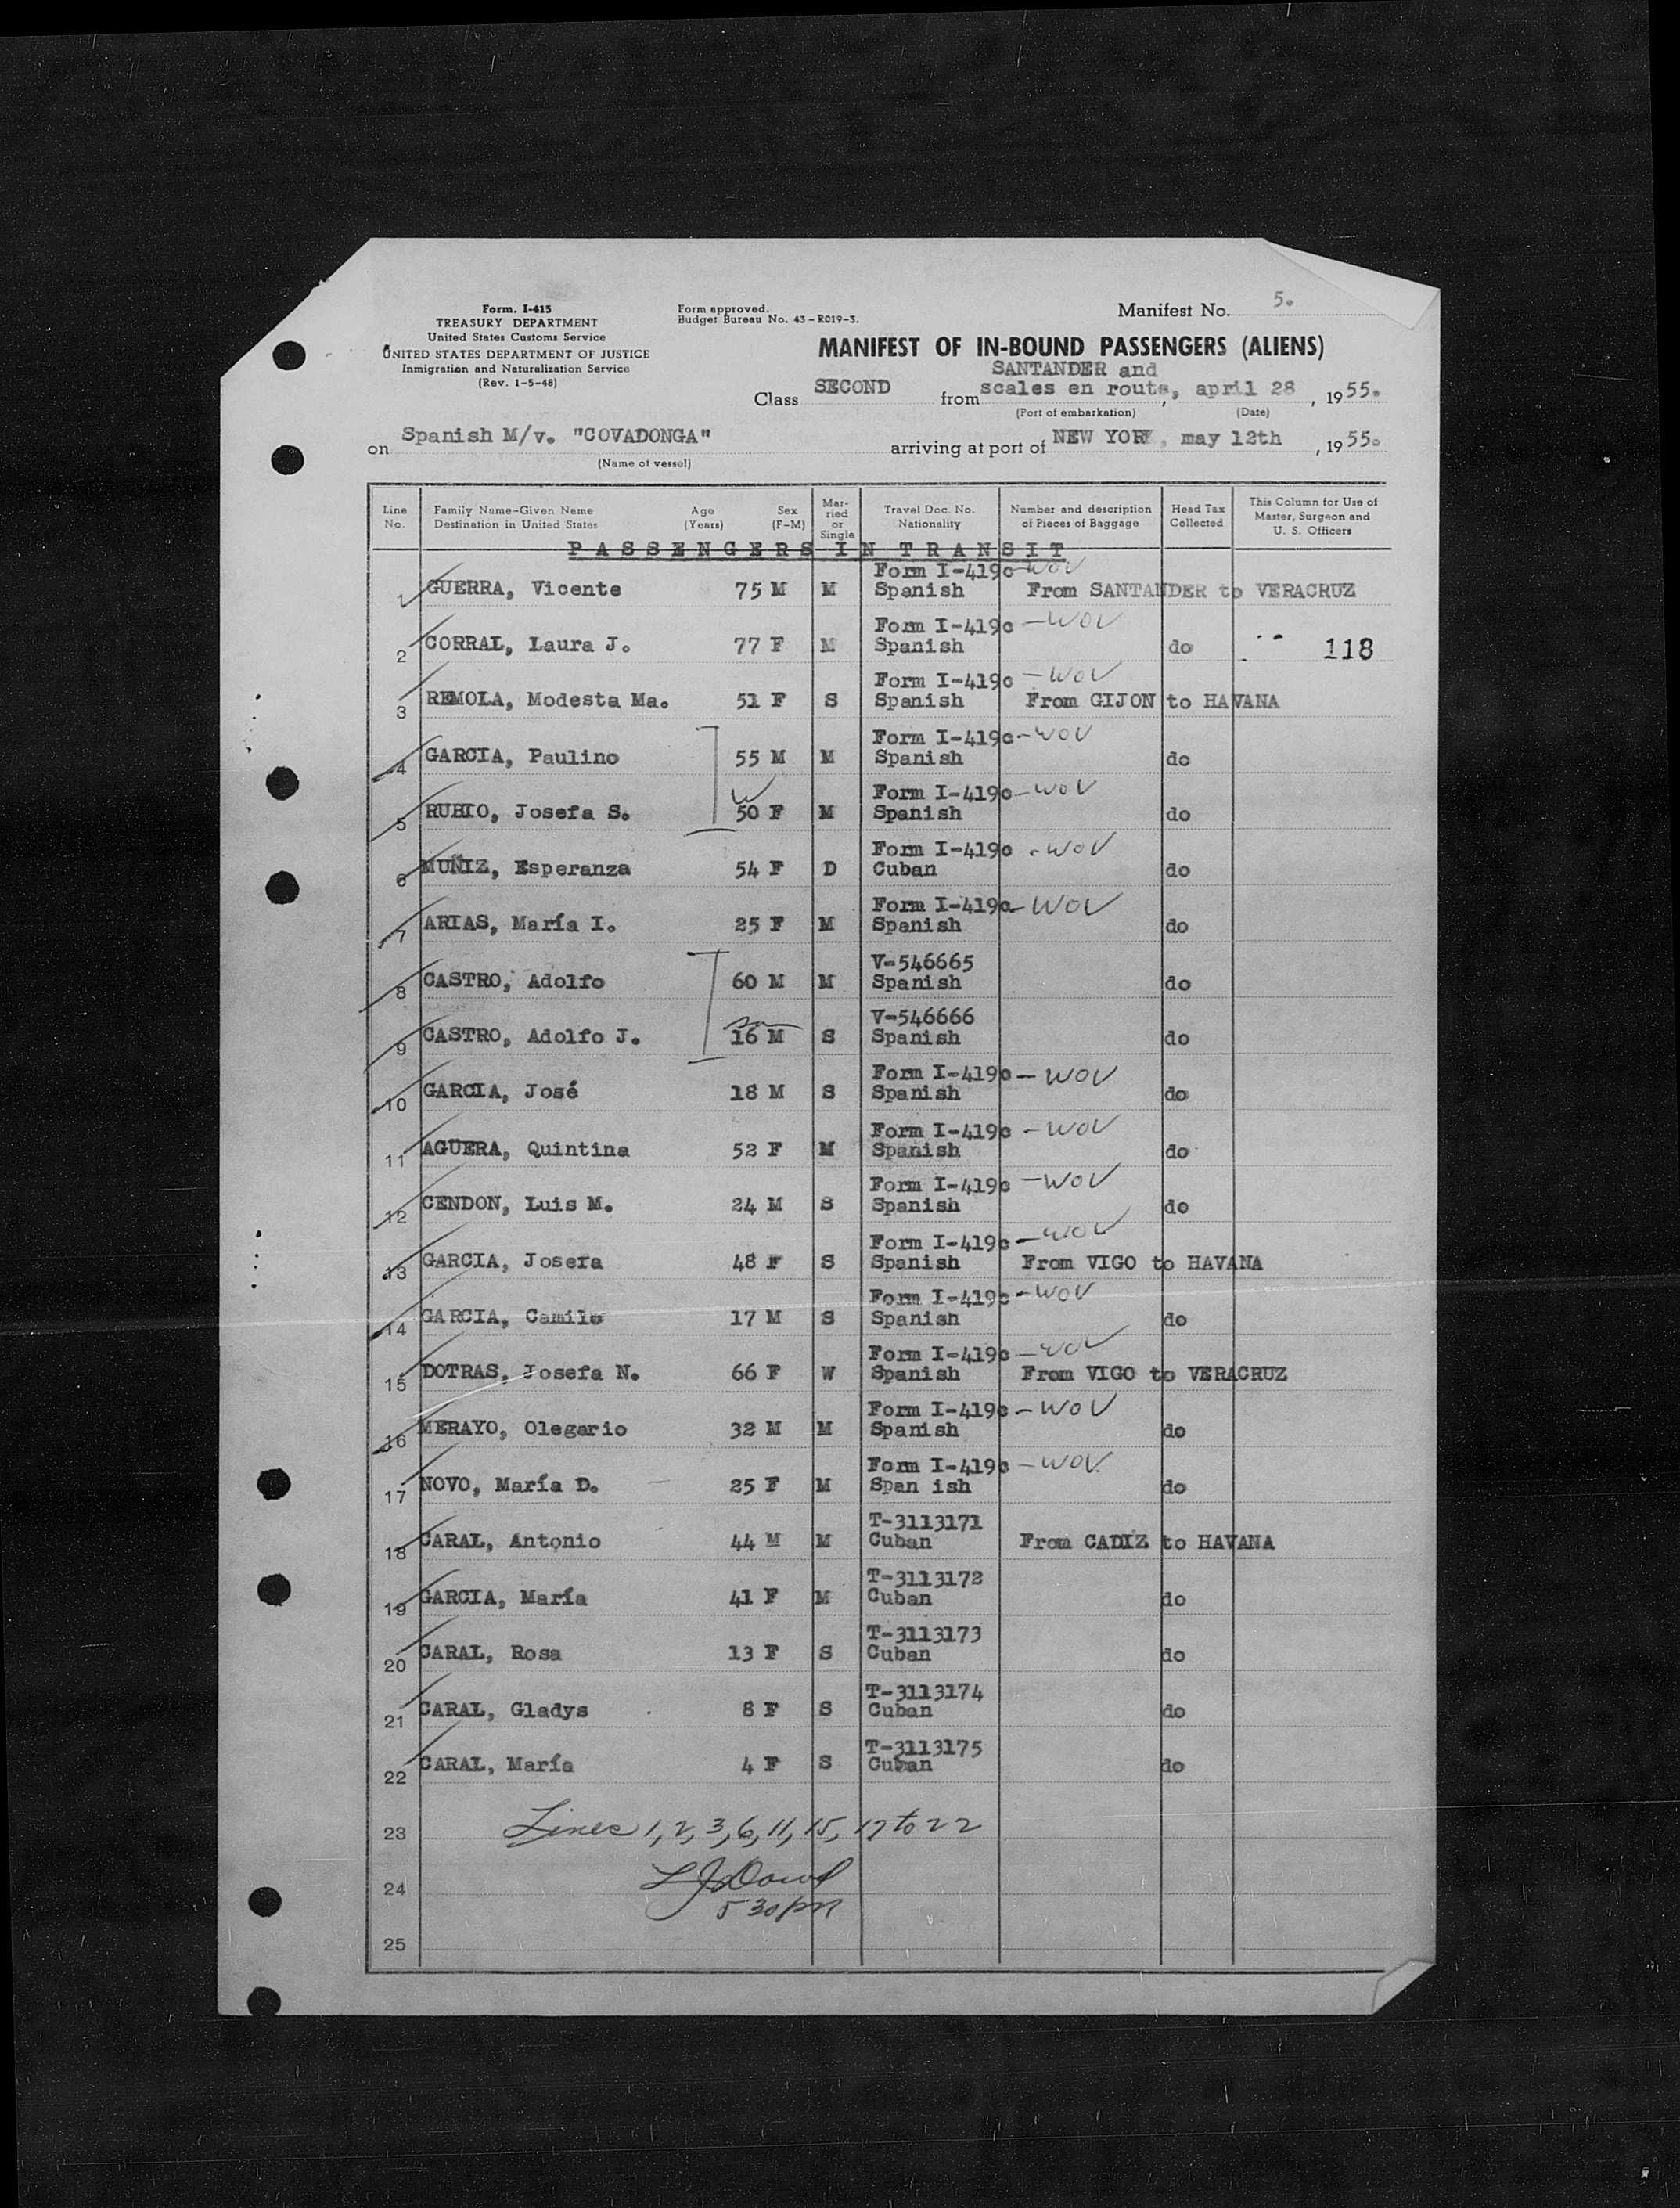 Form. I-415
TREASURY DEPARTMENT
United States Customs Service
UNITED STATES DEPARTMENT OF JUSTICE
Inmigration and Naturalization Service
(Rev. 1-5-48)
Form approved.
Budget Bureau No. 43-R019-3.
Manifest No. 5.
MANIFEST OF IN-BOUND PASSENGERS (ALIENS)
SANTANDER and
Class SECOND from scales en route, april 28, 1955.
(Port of embarkation) (Date)
on Spanish M/v. "COVADONGA" arriving at port of NEW YORK, may 12th, 1955.
(Name of vessel)
Line No. Family Name-Given Name Destination in United States Age (Years) Sex (F-M) Married or Single Travel Doc. No. Nationality Number and description of Pieces of Baggage Head Tax Collected This Column for Use of Master, Surgeon and U. S. Officers
PASSENGERS IN TRANSIT
Form I-419c-WOV
1 GUERRA, Vicente 75 M M Spanish From SANTANDER to VERACRUZ
Form I-419c -WOV
2 CORRAL, Laura J. 77 F M Spanish do 118
Form I-419c -WOV
3 REMOLA, Modesta Ma. 51 F S Spanish From GIJON to HAVANA
Form I-419c-WOV
4 GARCIA, Paulino 55 M M Spanish do
W Form I-419c-WOV
5 RUBIO, Josefa S. 50 F M Spanish do
Form I-419c -WOV
6 MUÑIZ, Esperanza 54 F D Cuban do
Form I-419c-WOV
7 ARIAS, María I. 25 F M Spanish do
V-546665
8 CASTRO, Adolfo 60 M M Spanish do
son V-546666
9 CASTRO, Adolfo J. 16 M S Spanish do
Form I-419c-WOV
10 GARCIA, José 18 M S Spanish do
Form I-419c -WOV
11 AGÜERA, Quintina 52 F M Spanish do
Form I-419c -WOV
12 CENDON, Luis M. 24 M S Spanish do
Form I-419c-WOV
13 GARCIA, Josefa 48 F S Spanish From VIGO to HAVANA
Form I-419c-WOV
14 GARCIA, Camilo 17 M S Spanish do
Form I-419c-WOV
15 DOTRAS, Josefa N. 66 F W Spanish From VIGO to VERACRUZ
Form I-419c-WOV
16 MERAYO, Olegario 32 M M Spanish do
Form I-419c-WOV
17 NOVO, María D. 25 F M Span ish do
T-3113171
18 CARAL, Antonio 44 M M Cuban From CADIZ to HAVANA
T-3113172
19 GARCIA, María 41 F M Cuban do
T-3113173
20 CARAL, Rosa 13 F S Cuban do
T-3113174
21 CARAL, Gladys 8 F S Cuban do
T-3113175
22 CARAL, María 4 F S Cuban do
23 Lines 1, 2, 3, 6, 11, 15, 17 to 22
24
5 30 pm
25